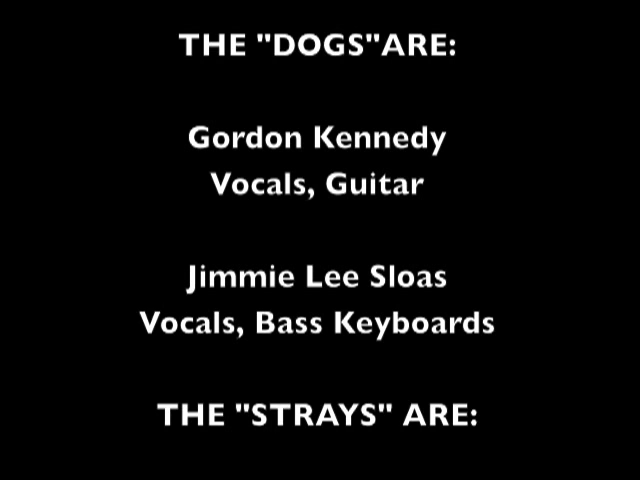 THE "DOGS"ARE:
Gordon Kennedy
Vocals, Guitar
Jimmie Lee Sloas
Vocals, Bass Keyboards
THE "STRAYS" ARE: